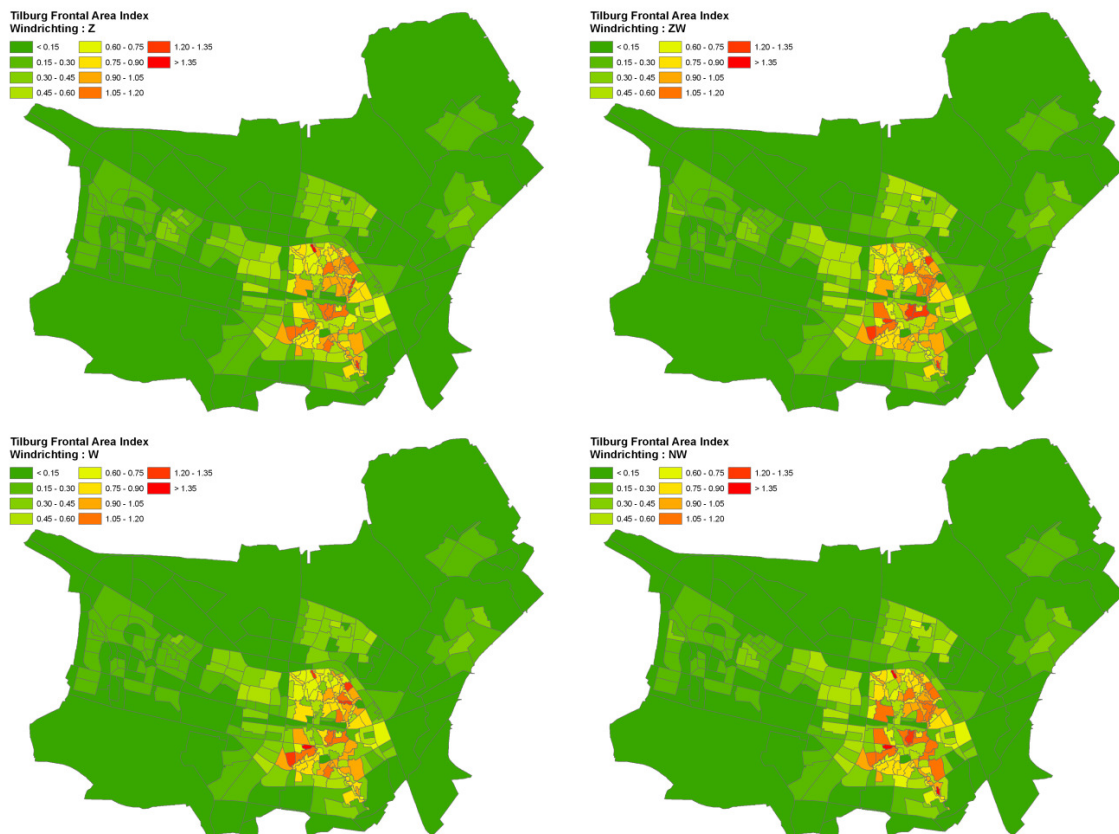 Tilburg Frontal Area Index
Windrichting : Z
< 0.15 0.60 - 0.75 1.20 - 1.35
0.15 - 0.30 0.75 - 0.90 > 1.35
0.30 - 0.45 0.90 - 1.05
0.45 - 0.60 1.05 - 1.20
Tilburg Frontal Area Index
Windrichting : ZW
< 0.15 0.60 - 0.75 1.20 - 1.35
0.15 - 0.30 0.75 - 0.90 > 1.35
0.30 - 0.45 0.90 - 1.05
0.45 - 0.60 1.05 - 1.20
Tilburg Frontal Area Index
Windrichting : W
< 0.15 0.60 - 0.75 1.20 - 1.35
0.15 - 0.30 0.75 - 0.90 > 1.35
0.30 - 0.45 0.90 - 1.05
0.45 - 0.60 1.05 - 1.20
Tilburg Frontal Area Index
Windrichting : NW
< 0.15 0.60 - 0.75 1.20 - 1.35
0.15 - 0.30 0.75 - 0.90 > 1.35
0.30 - 0.45 0.90 - 1.05
0.45 - 0.60 1.05 - 1.20